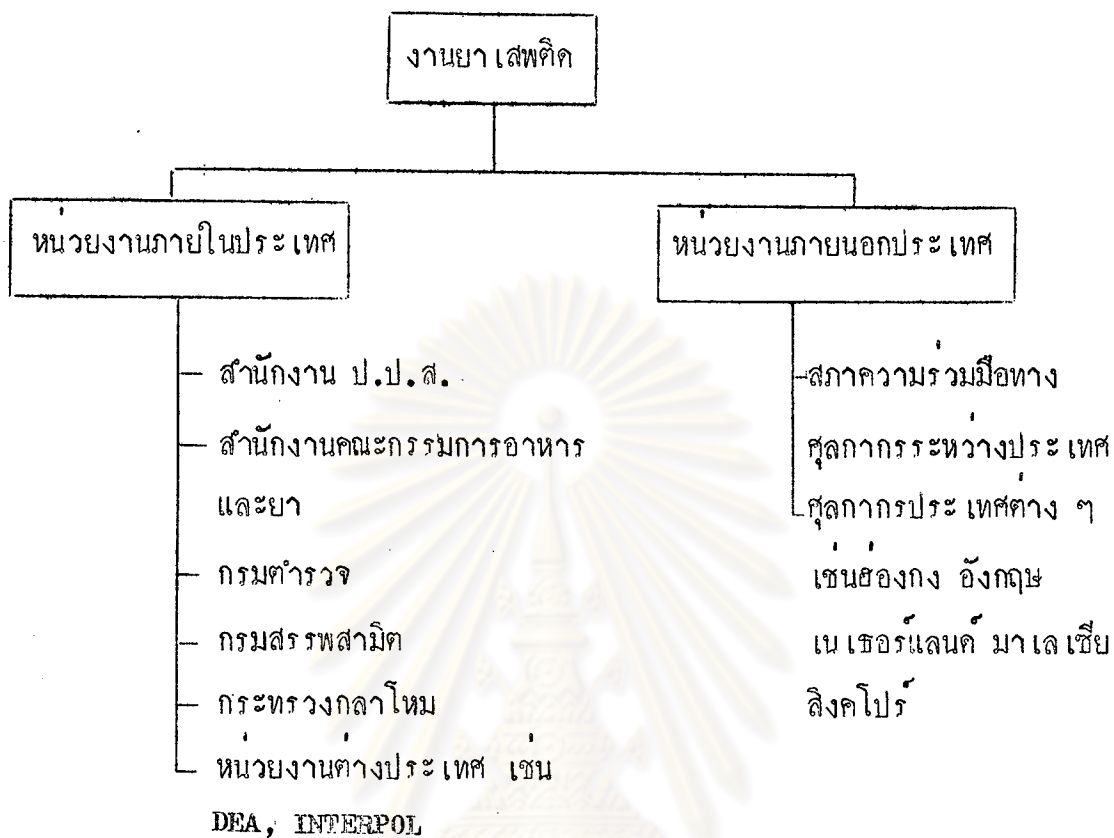 งานยาเสพติด
หน่วยงานภายในประเทศ
สำนักงาน ป.ป.ส.
สำนักงานคณะกรรมการอาหาร
และยา
กรมตำรวจ
กรมสรรพสามิต
กระทรวงกลาโหม
หน่วยงานต่างประเทศ เช่น
DEA, INTERPOL
หน่วยงานภายนอกประเทศ
สภาความร่วมมือทาง
ศุลกากรระหว่างประเทศ
ศุลกากรประเทศต่าง ๆ
เช่นฮ่องกง อังกฤษ
เนเธอร์แลนด์ มาเลเซีย
สิงคโปร์